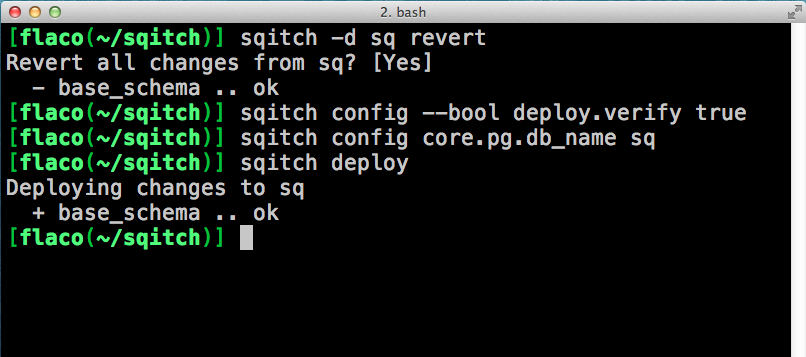 2. bash
[flaco(~/sqitch)] sqitch -d sq revert
Revert all changes from sq? [Yes]
  - base_schema .. ok
[flaco(~/sqitch)] sqitch config --bool deploy.verify true
[flaco(~/sqitch)] sqitch config core.pg.db_name sq
[flaco(~/sqitch)] sqitch deploy
Deploying changes to sq
  + base_schema .. ok
[flaco(~/sqitch)]